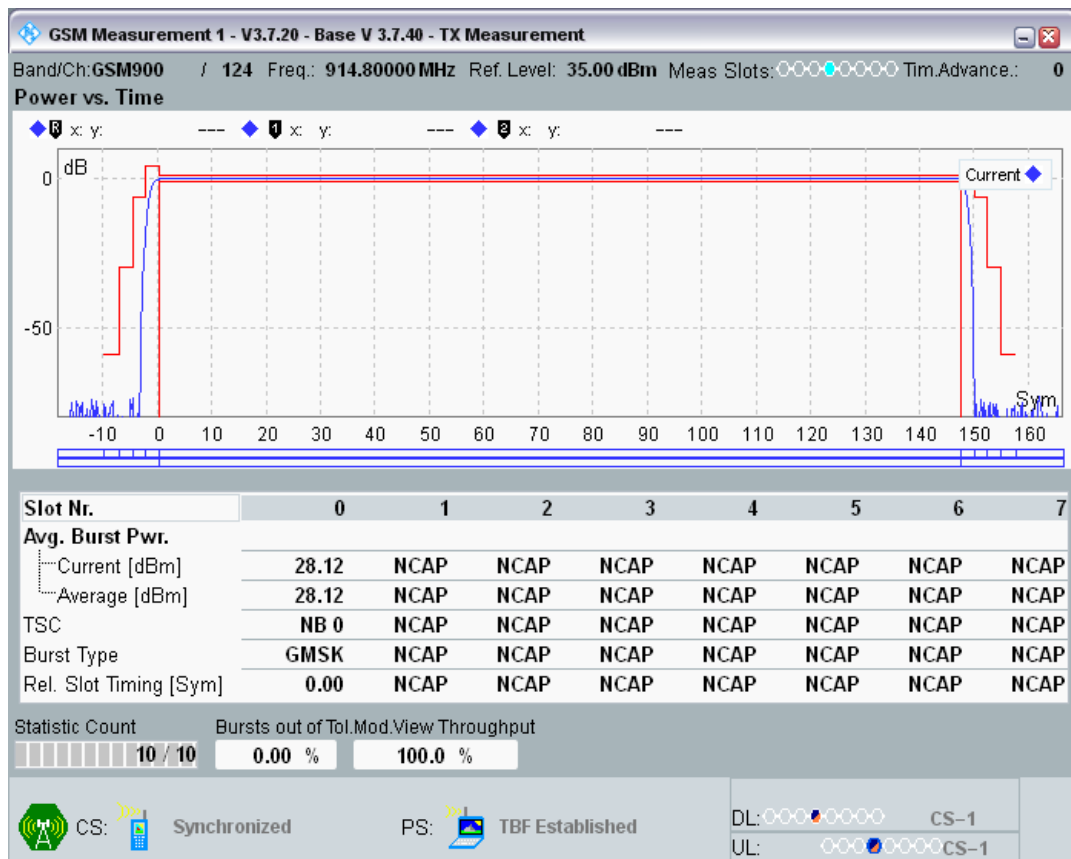 GSM Measurement 1 - V3.7.20 - Base V 3.7.40 - TX Measurement
Band/Ch:GSM900 / 124 Freq.: 914.80000 MHz Ref. Level: 35.00 dBm Meas Slots: Tim.Advance.: 0
Power vs. Time
R x: y: --- 1 x: y: --- 2 x: y: ---
dB
Current
0
-50
Sym
-10 0 10 20 30 40 50 60 70 80 90 100 110 120 130 140 150 160
Slot Nr. 0 1 2 3 4 5 6 7
Avg. Burst Pwr.
Current [dBm] 28.12 NCAP NCAP NCAP NCAP NCAP NCAP NCAP
Average [dBm] 28.12 NCAP NCAP NCAP NCAP NCAP NCAP NCAP
TSC NB 0 NCAP NCAP NCAP NCAP NCAP NCAP NCAP
Burst Type GMSK NCAP NCAP NCAP NCAP NCAP NCAP NCAP
Rel. Slot Timing [Sym] 0.00 NCAP NCAP NCAP NCAP NCAP NCAP NCAP
Statistic Count Bursts out of Tol.Mod.View Throughput
10 / 10 0.00 % 100.0 %
CS: Synchronized PS: TBF Established
DL: CS-1
UL: CS-1